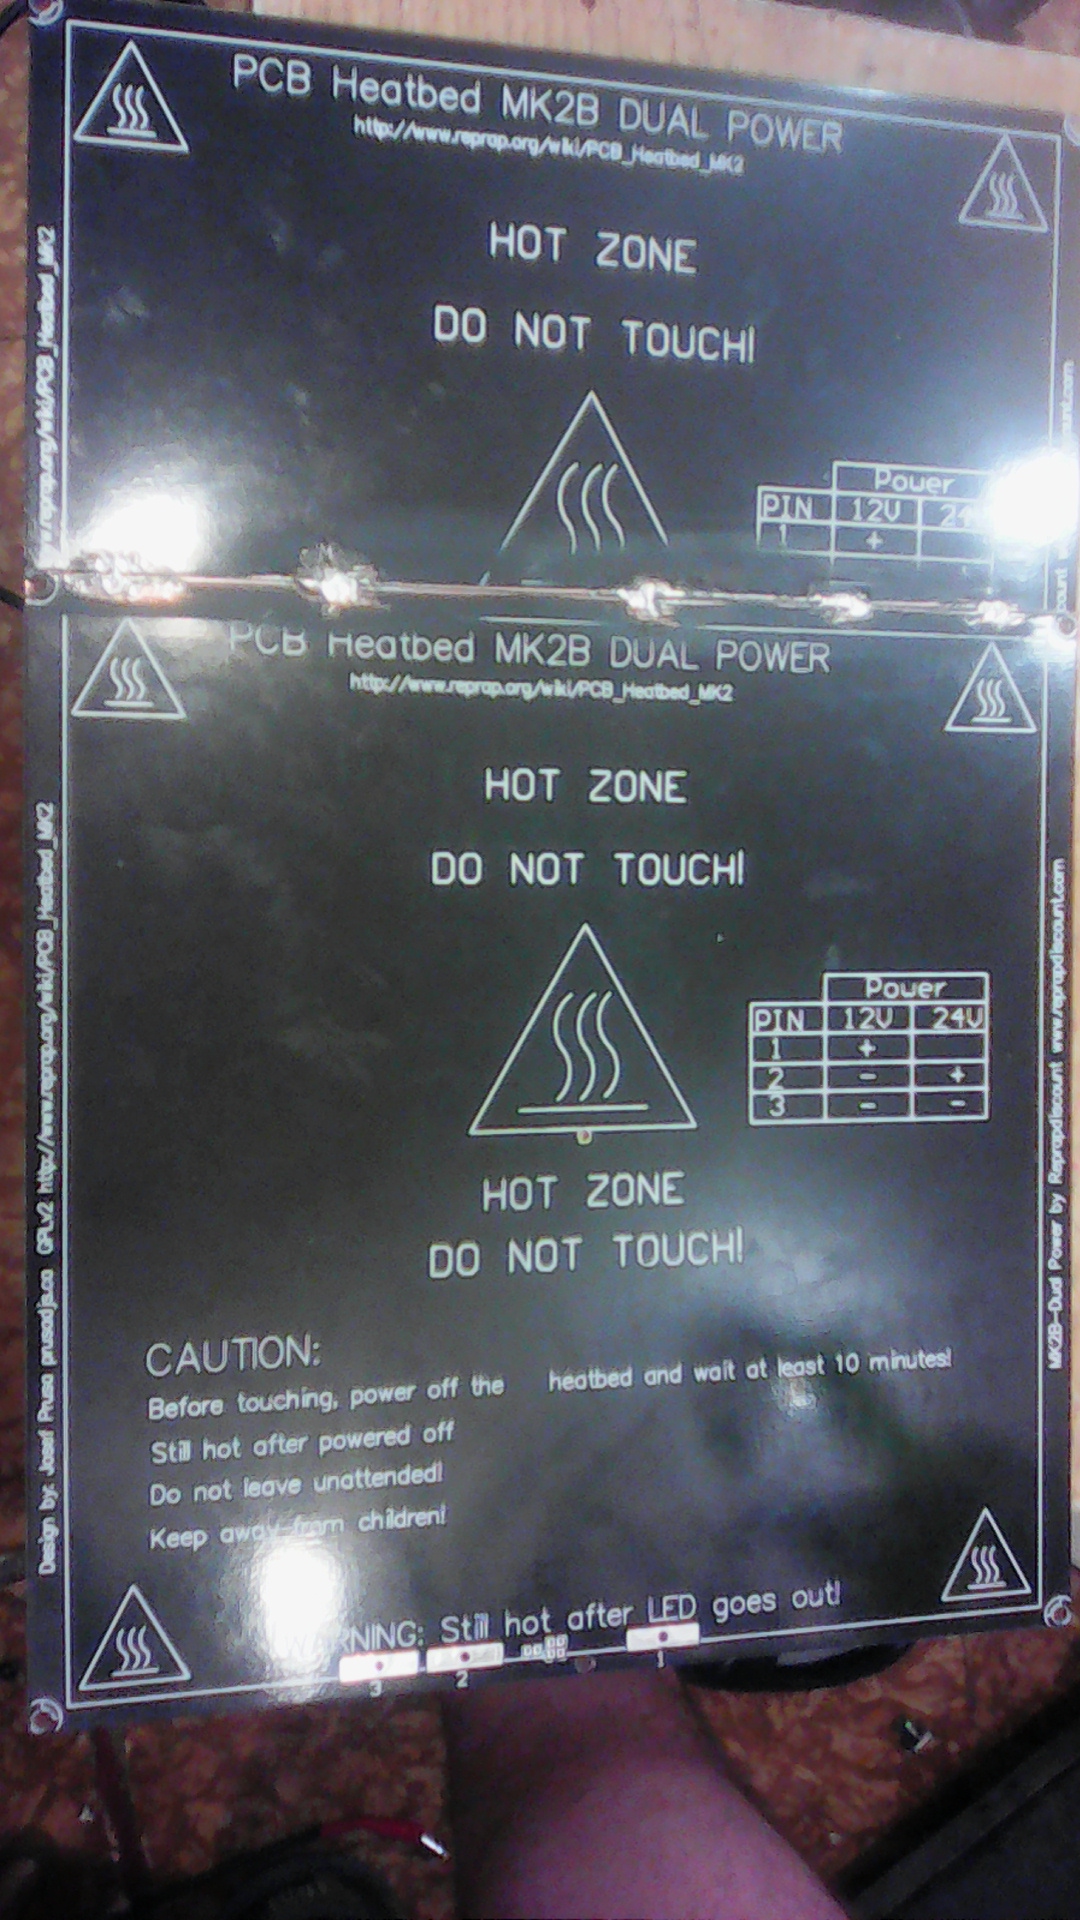 PCB Heatbed MK2B DUAL POWER
http://www.reprap.org/wiki/PCB_Heatbed_MK2
HOT ZONE
DO NOT TOUCH!
Power
PIN 12V
1 +
reprap.org/wiki/PCB_Heatbed_MK2
PCB Heatbed MK2B DUAL POWER
http://www.reprap.org/wiki/PCB_Heatbed_MK2
HOT ZONE
DO NOT TOUCH!
Power
PIN 12V 24V
1 +
2 - +
3 - -
HOT ZONE
DO NOT TOUCH!
CAUTION:
Before touching, power off the heatbed and wait at least 10 minutes!
Still hot after powered off
Do not leave unattended!
Keep away from children!
Still hot after LED goes out!
3 2 1
Design by: Josef Prusa prusadjs.cz GPLv2 http://www.reprap.org/wiki/PCB_Heatbed_MK2
MK2B-Dual Power by Reprapdiscount www.reprapdiscount.com